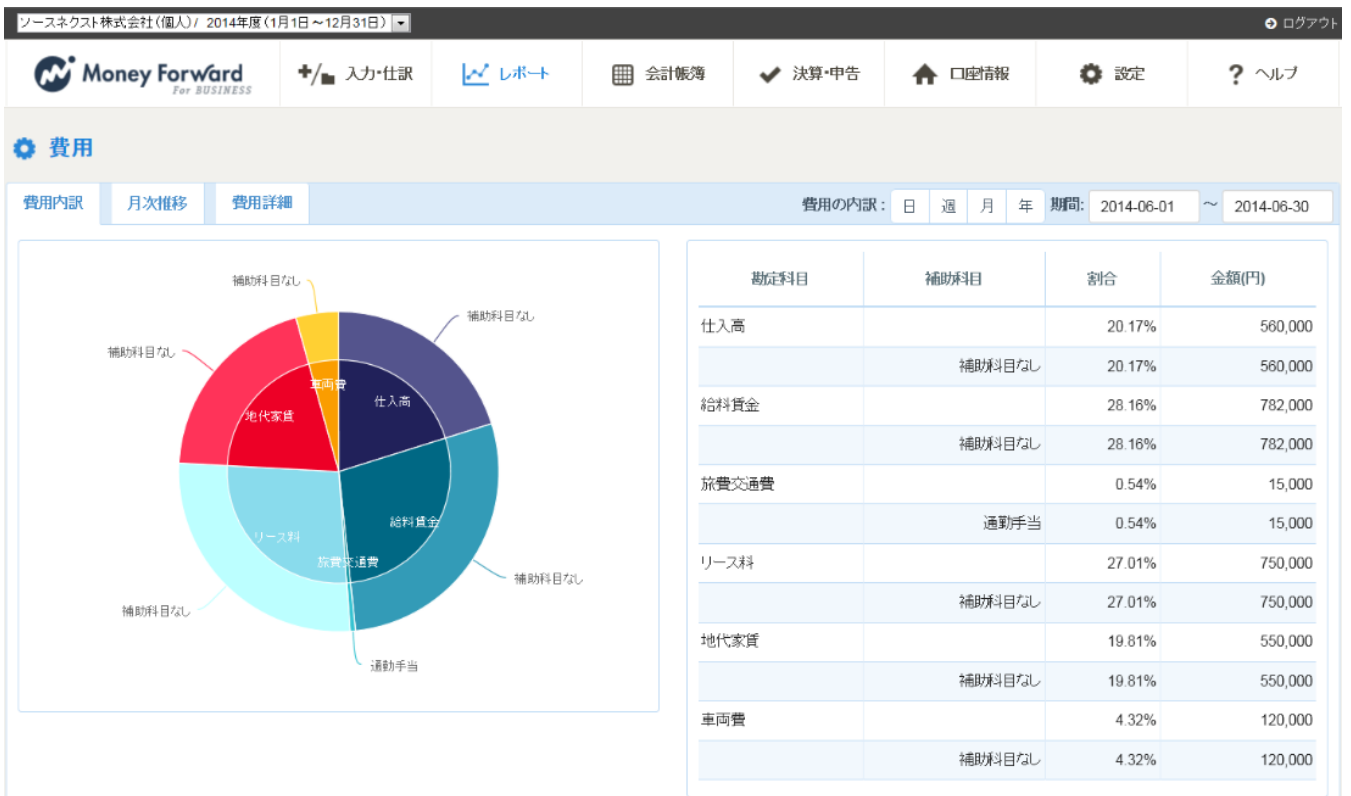 ソースネクスト株式会社(個人)/ 2014年度(1月1日～12月31日)
ログアウト
Money Forward
For BUSINESS
入力・仕訳
レポート
会計帳簿
決算・申告
口座情報
設定
? ヘルプ
費用
費用内訳 月次推移 費用詳細 費用の内訳: 日 週 月 年 期間: 2014-06-01 ～ 2014-06-30
補助科目なし
補助科目なし
補助科目なし
車両費
仕入高
地代家賃
給料賃金
リース料
旅費交通費
補助科目なし
補助科目なし
通勤手当
勘定科目 補助科目 割合 金額(円)
仕入高 20.17% 560,000
補助科目なし 20.17% 560,000
給料賃金 28.16% 782,000
補助科目なし 28.16% 782,000
旅費交通費 0.54% 15,000
通勤手当 0.54% 15,000
リース料 27.01% 750,000
補助科目なし 27.01% 750,000
地代家賃 19.81% 550,000
補助科目なし 19.81% 550,000
車両費 4.32% 120,000
補助科目なし 4.32% 120,000